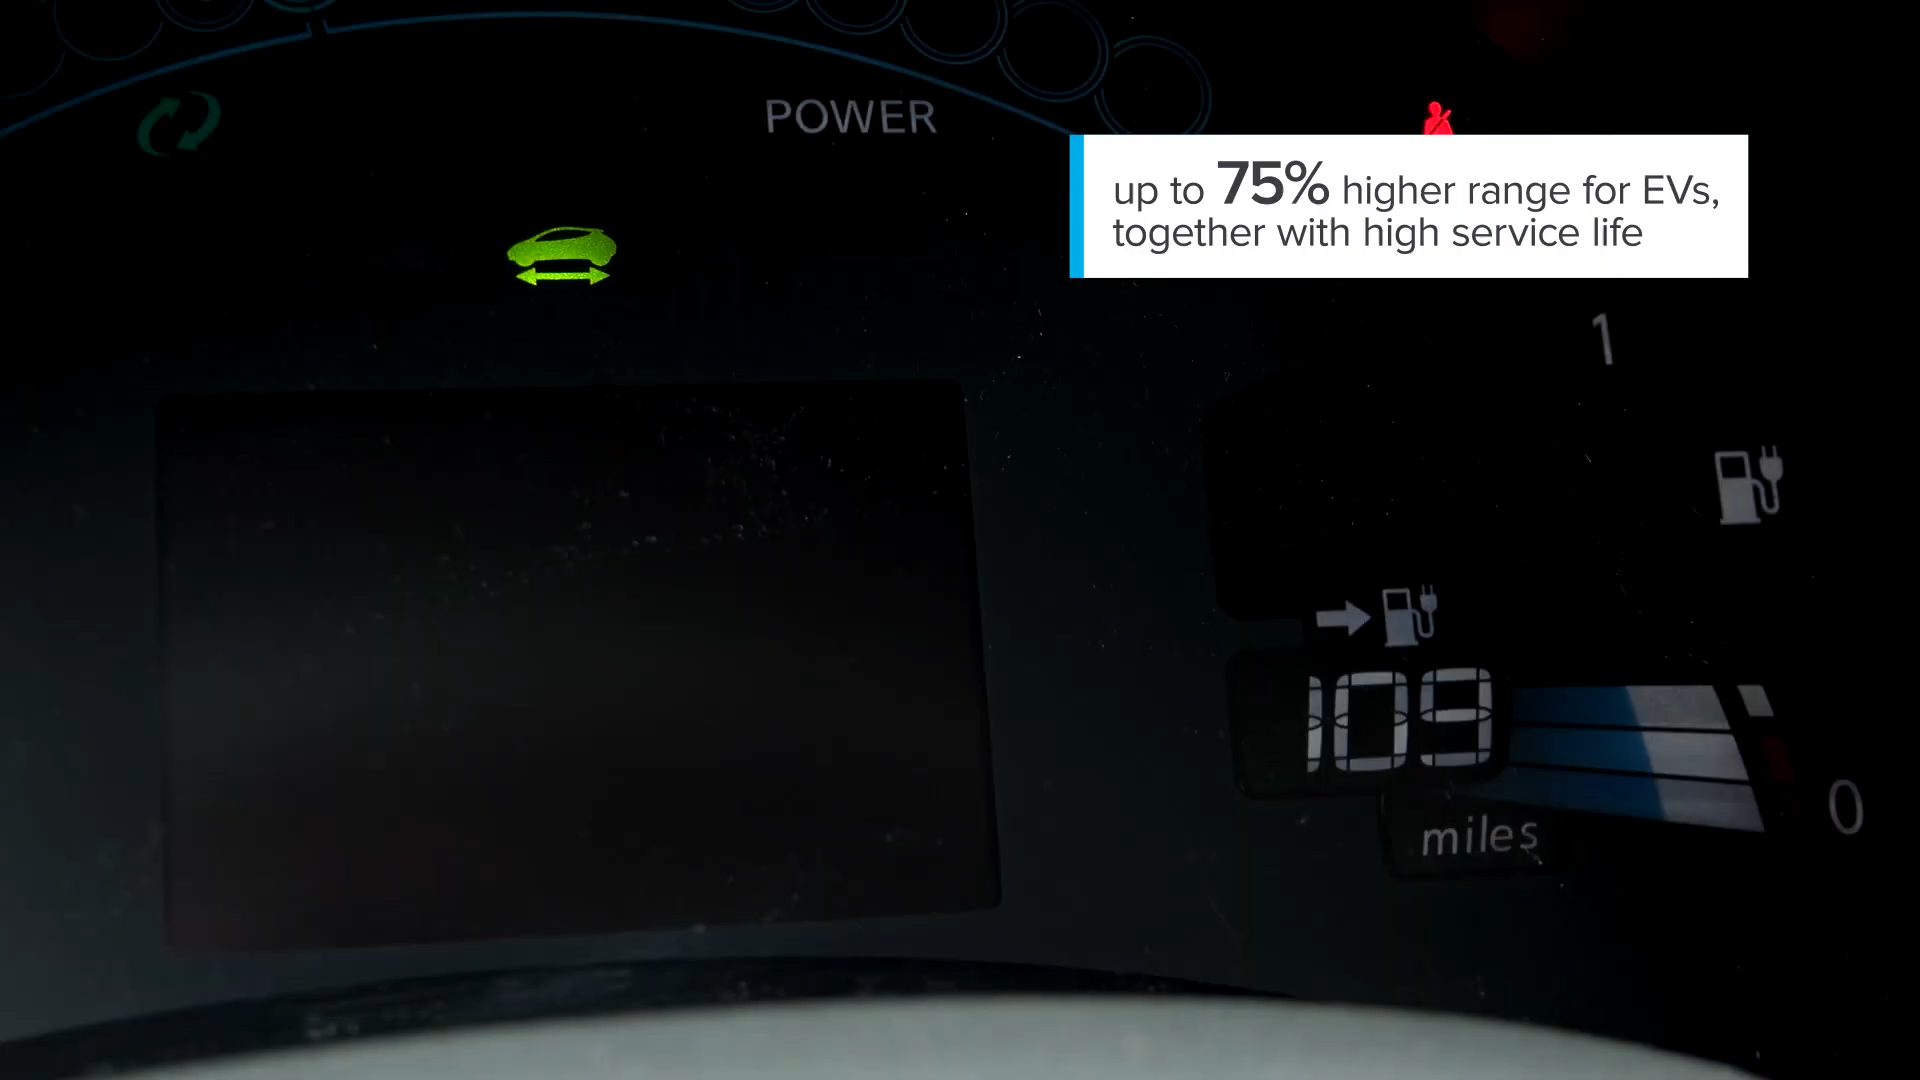 POWER
up to 75% higher range for EVs,
together with high service life
1
109
miles
0